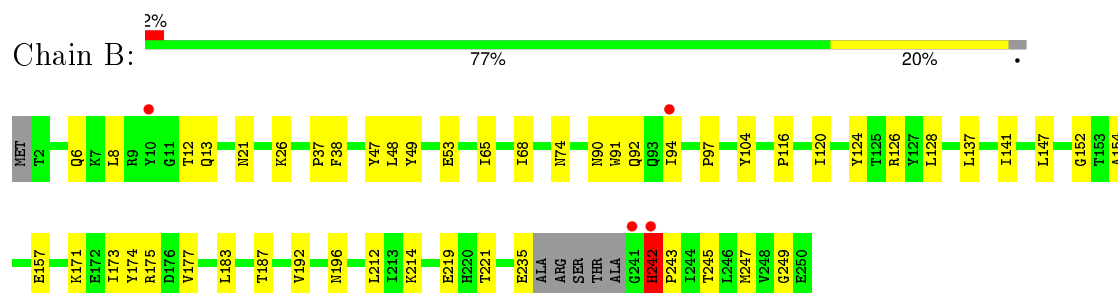 2%
Chain B:
77% 20% •
MET T2 Q6 K7 L8 R9 Y10 G11 T12 Q13 N21 K26 P37 F38 Y47 L48 Y49 E53 I65 I68 N74 N90 W91 Q92 Q93 I94 P97 Y104 P116 I120 Y124 T125 R126 Y127 L128 L137 I141 L147 G152 T153 A154
E157 K171 E172 I173 Y174 R175 D176 V177 L183 T187 V192 N196 L212 I213 K214 E219 H220 T221 E235 ALA ARG SER THR ALA G241 H242 P243 I244 T245 L246 M247 V248 G249 E250